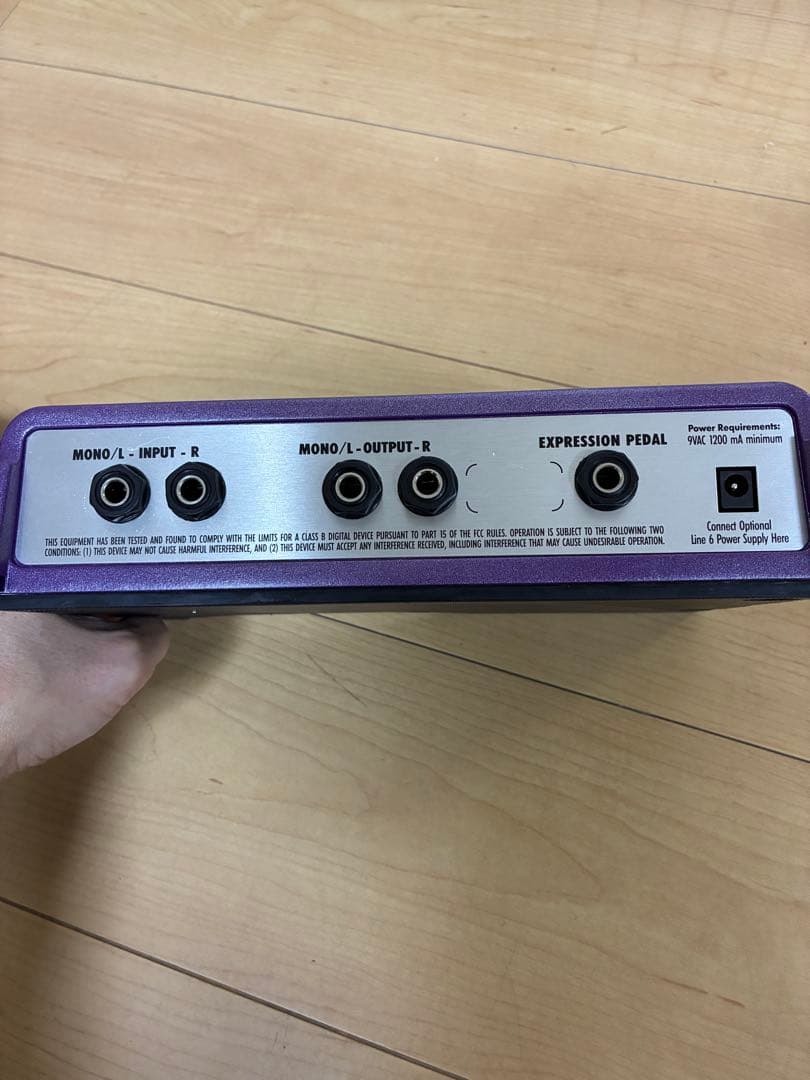 MONO/L - INPUT - R
MONO/L - OUTPUT - R
EXPRESSION PEDAL
Power Requirements:
9VAC 1200 mA minimum
Connect Optional
Line 6 Power Supply Here
THIS EQUIPMENT HAS BEEN TESTED AND FOUND TO COMPLY WITH THE LIMITS FOR A CLASS B DIGITAL DEVICE PURSUANT TO PART 15 OF THE FCC RULES. OPERATION IS SUBJECT TO THE FOLLOWING TWO
CONDITIONS: (1) THIS DEVICE MAY NOT CAUSE HARMFUL INTERFERENCE, AND (2) THIS DEVICE MUST ACCEPT ANY INTERFERENCE RECEIVED, INCLUDING INTERFERENCE THAT MAY CAUSE UNDESIRABLE OPERATION.